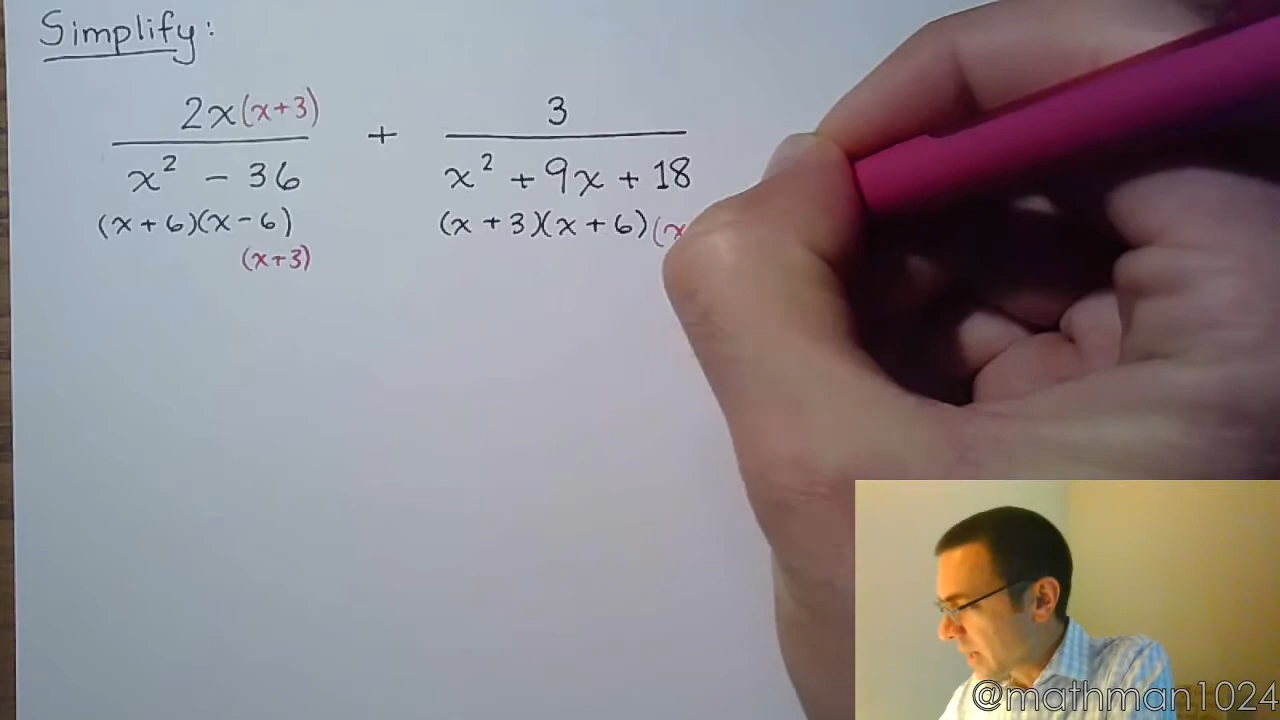 Simplify:
2x(x+3) + 3
x² - 36 x² + 9x + 18
(x+6)(x-6) (x+3)(x+6)(x
(x+3)
@mathman1024